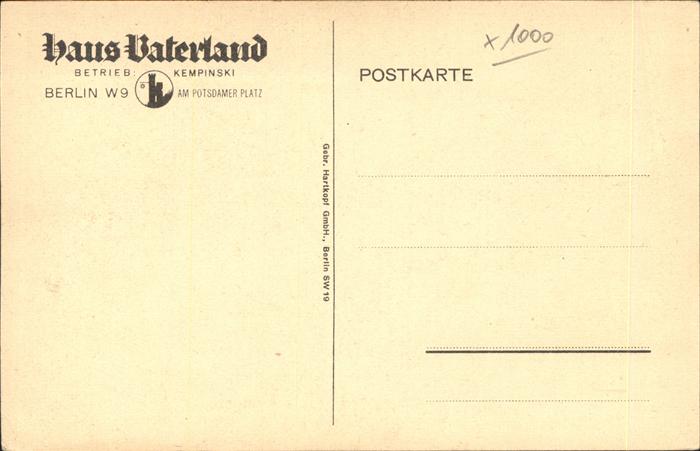 Haus Vaterland
BETRIEB: KEMPINSKI
BERLIN W9 AM POTSDAMER PLATZ
Gebr. Hartkopf GmbH., Berlin SW 19
x 1000
POSTKARTE